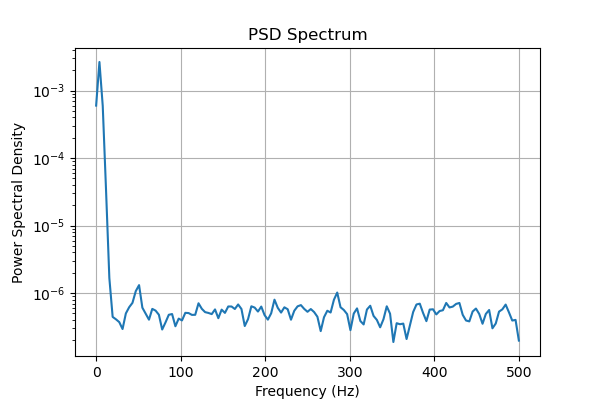 PSD Spectrum
Power Spectral Density
10⁻³
10⁻⁴
10⁻⁵
10⁻⁶
0 100 200 300 400 500
Frequency (Hz)